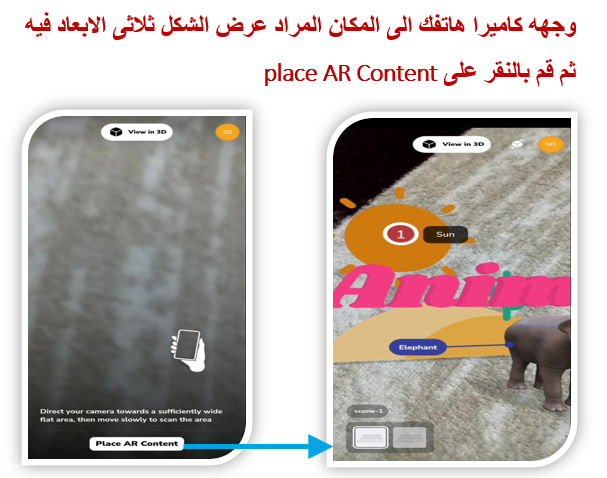 وجهه كاميرا هاتفك الى المكان المراد عرض الشكل ثلاثى الابعاد فيه
ثم قم بالنقر على place AR Content
View in 3D
SD
Direct your camera towards a sufficiently wide
flat area, then move slowly to scan the area
Place AR Content
View in 3D
SD
1
Sun
Anim
Elephant
scene-1